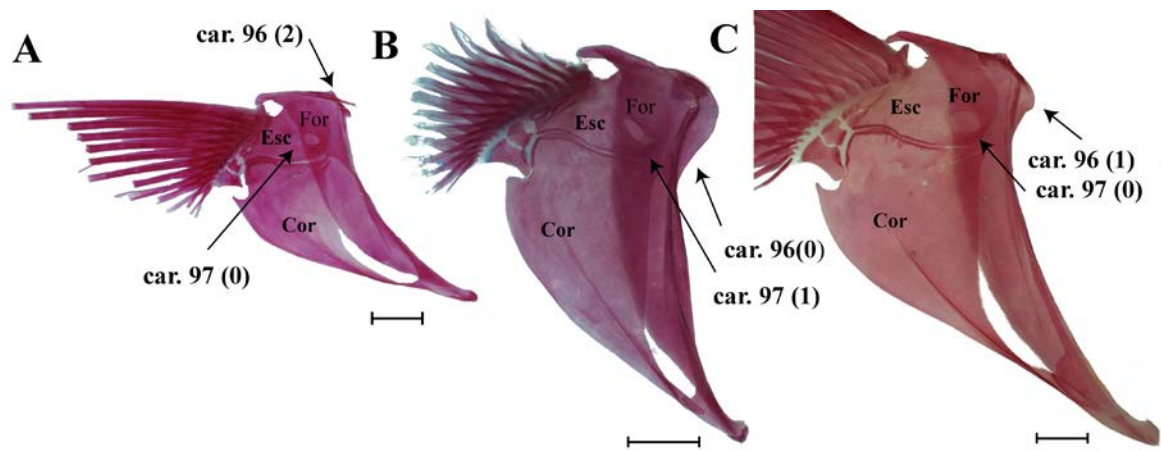 A
car. 96 (2)
For
Esc
Cor
car. 97 (0)
B
For
Esc
Cor
car. 96(0)
car. 97 (1)
C
For
Esc
Cor
car. 96 (1)
car. 97 (0)